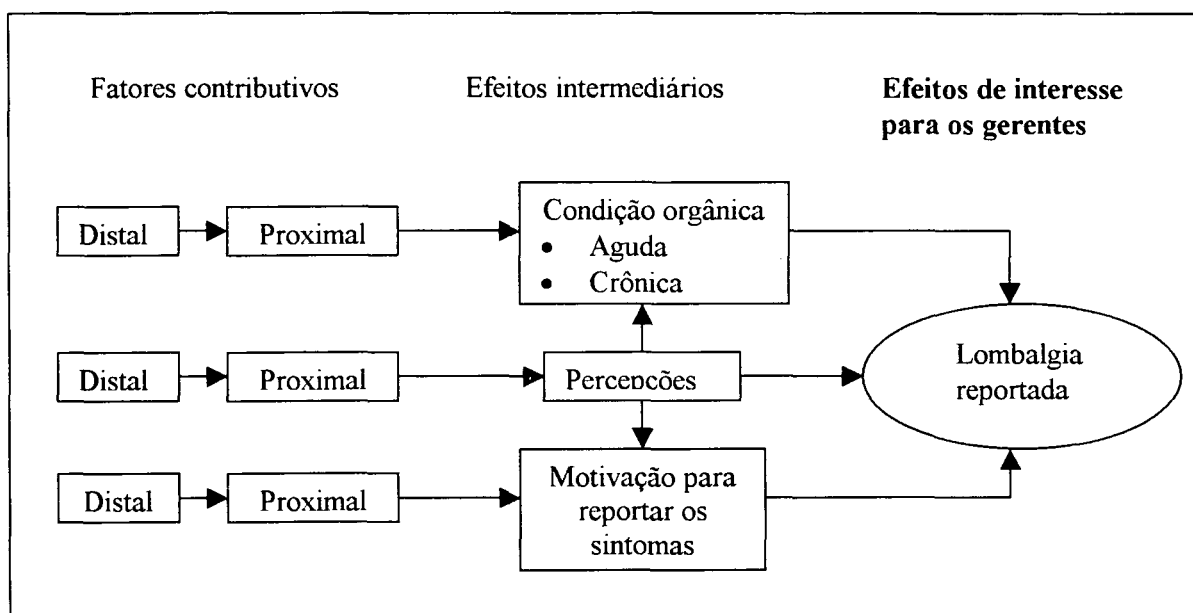 Fatores contributivos
Efeitos intermediários
Efeitos de interesse
para os gerentes
Distal
Proximal
Condição orgânica
• Aguda
• Crônica
Distal
Proximal
Percepções
Lombalgia
reportada
Distal
Proximal
Motivação para
reportar os
sintomas